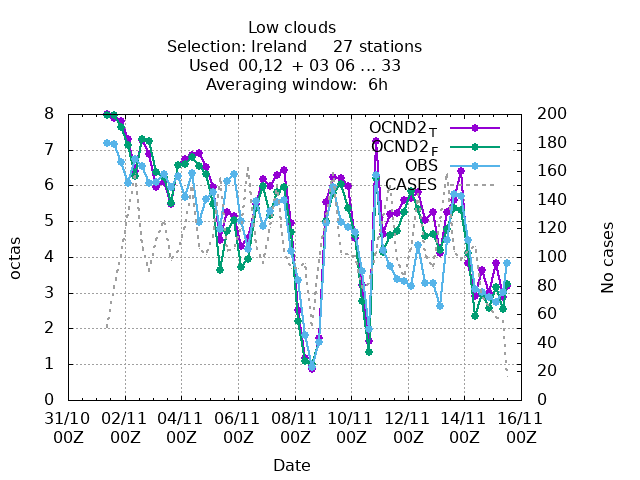 Low clouds
Selection: Ireland 27 stations
Used 00,12 + 03 06 ... 33
Averaging window: 6h
octas
8
7
6
5
4
3
2
1
0
OCND2 T
OCND2 F
OBS
CASES
200
180
160
140
120
100
80
60
40
20
0
No cases
31/10 02/11 04/11 06/11 08/11 10/11 12/11 14/11 16/11
00Z 00Z 00Z 00Z 00Z 00Z 00Z 00Z 00Z
Date